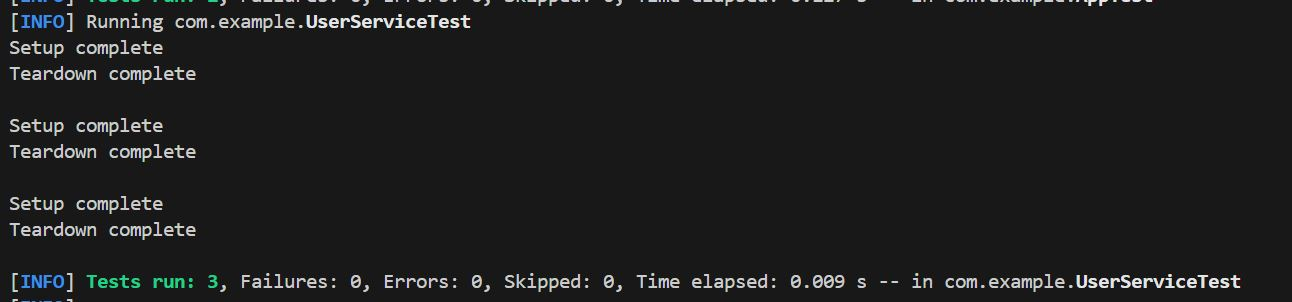 [INFO] Running com.example.UserServiceTest
Setup complete
Teardown complete
Setup complete
Teardown complete
Setup complete
Teardown complete
[INFO] Tests run: 3, Failures: 0, Errors: 0, Skipped: 0, Time elapsed: 0.009 s -- in com.example.UserServiceTest